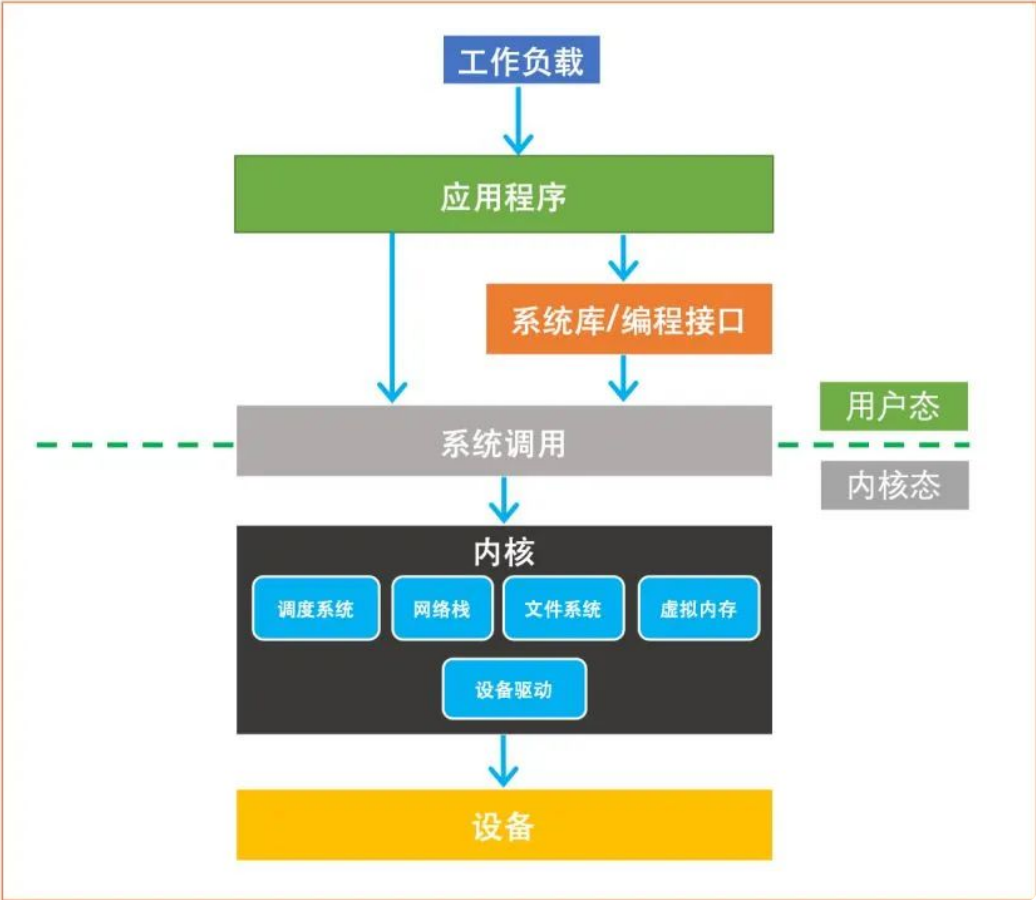 工作负载
应用程序
系统库/编程接口
用户态
系统调用
内核态
内核
调度系统
网络栈
文件系统
虚拟内存
设备驱动
设备